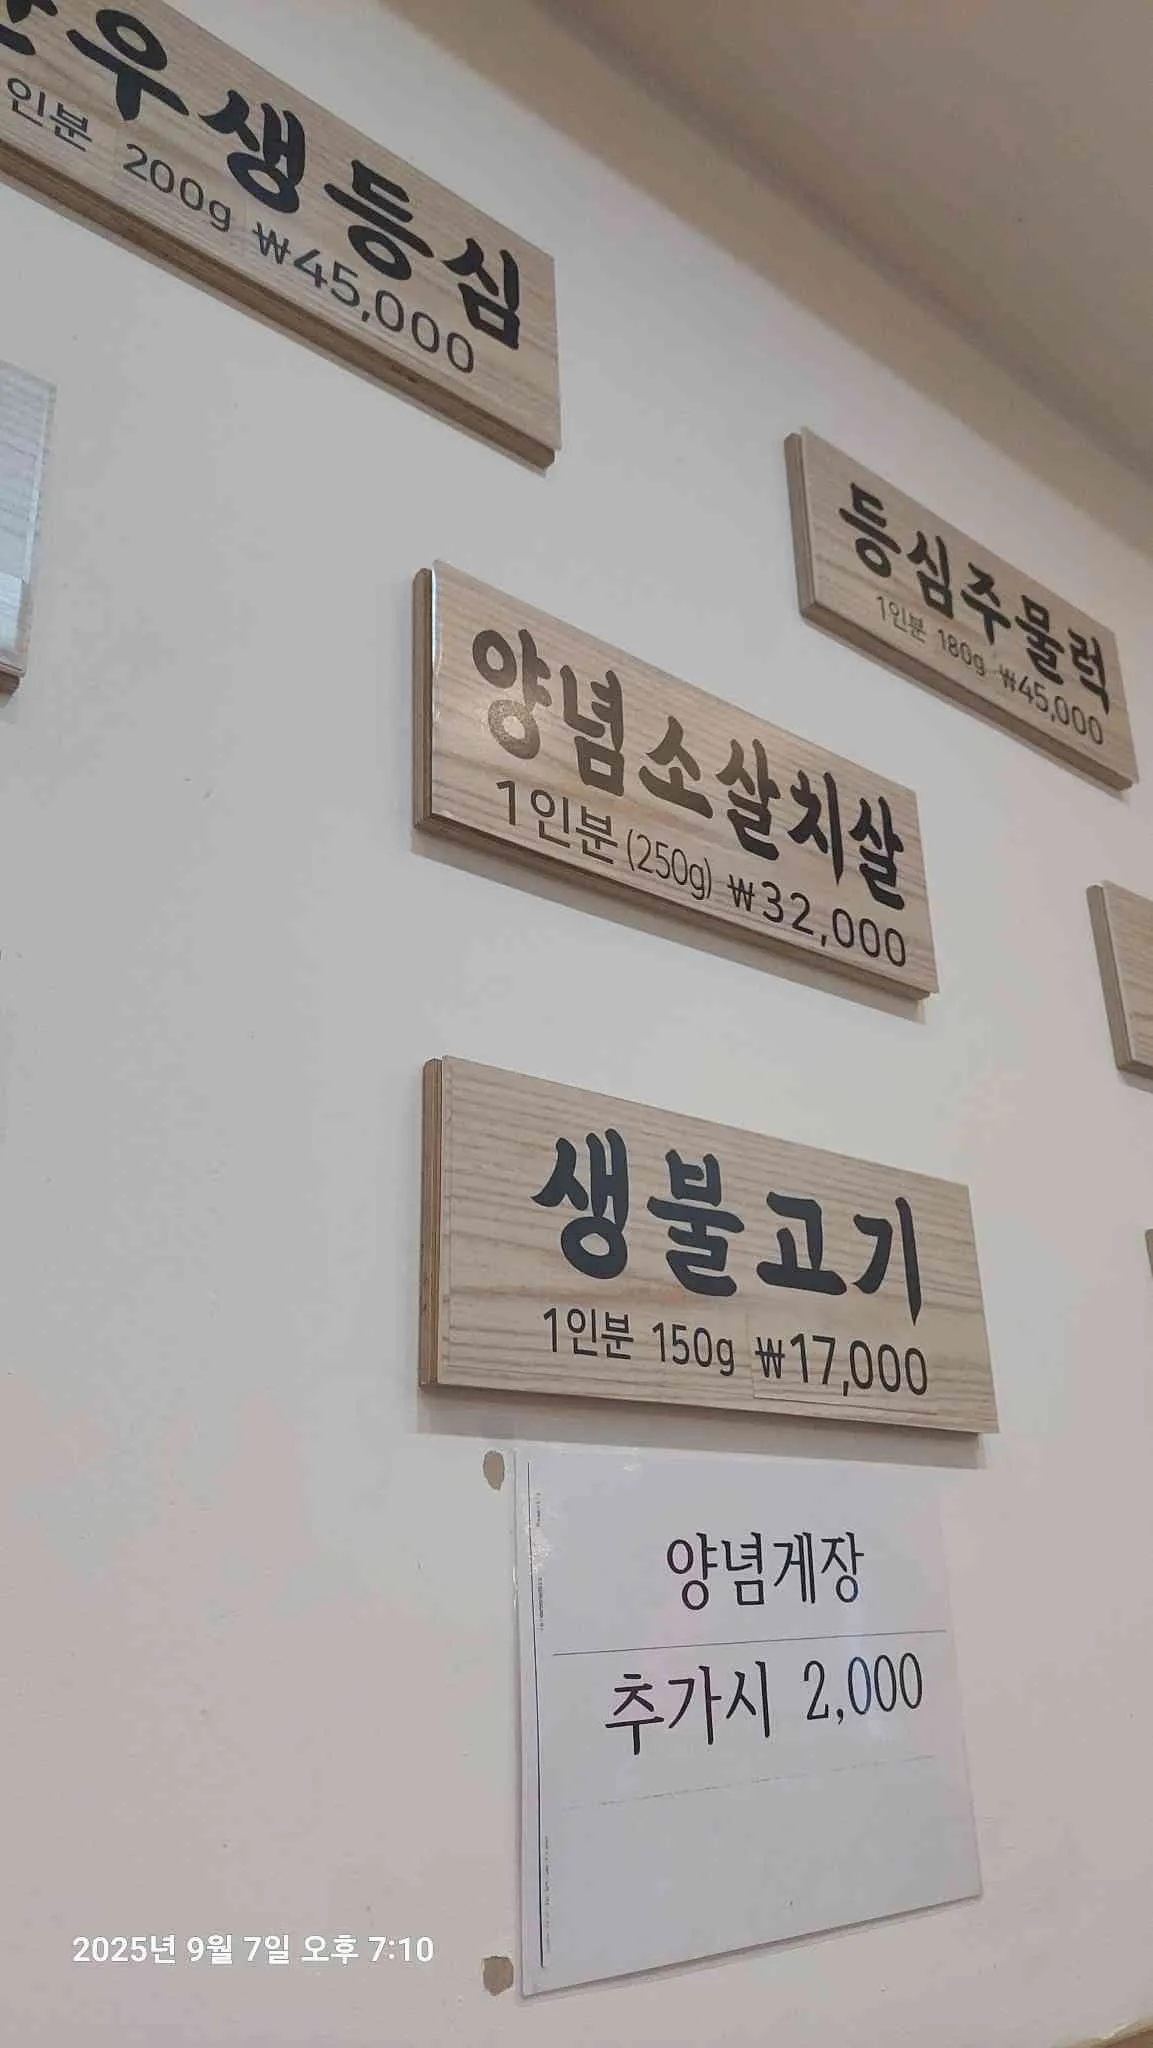 우생등심
인분 200g ₩45,000
등심주물럭
1인분 180g ₩45,000
양념소살치살
1인분 (250g) ₩32,000
생불고기
1인분 150g ₩17,000
양념게장
추가시 2,000
2025년 9월 7일 오후 7:10